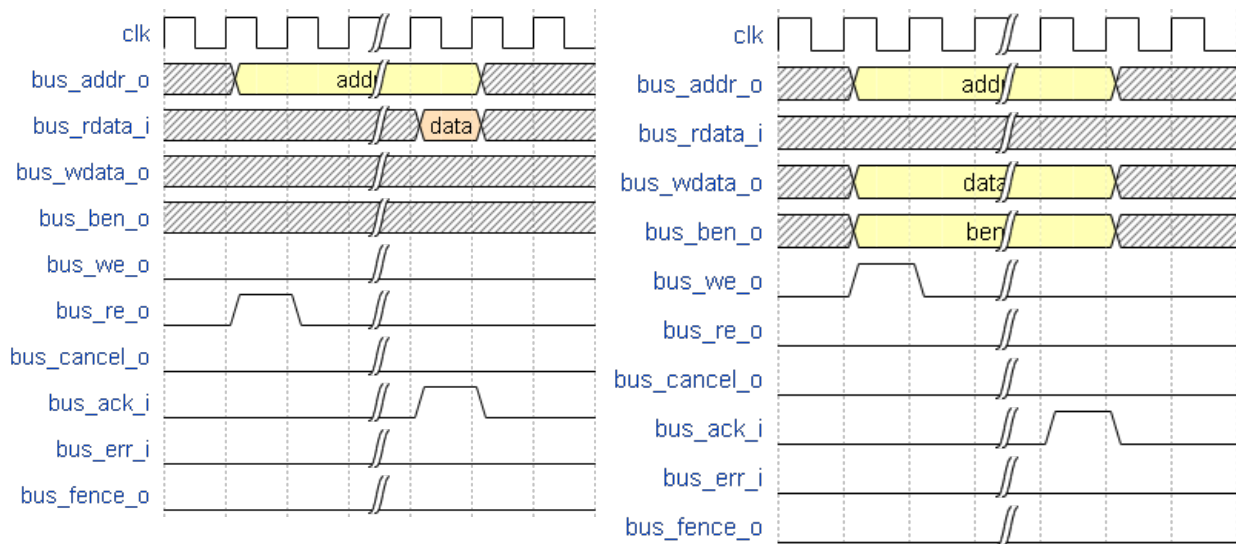 clk
bus_addr_o
addr
bus_rdata_i
data
bus_wdata_o
bus_ben_o
bus_we_o
bus_re_o
bus_cancel_o
bus_ack_i
bus_err_i
bus_fence_o
clk
bus_addr_o
addr
bus_rdata_i
bus_wdata_o
data
bus_ben_o
ben
bus_we_o
bus_re_o
bus_cancel_o
bus_ack_i
bus_err_i
bus_fence_o